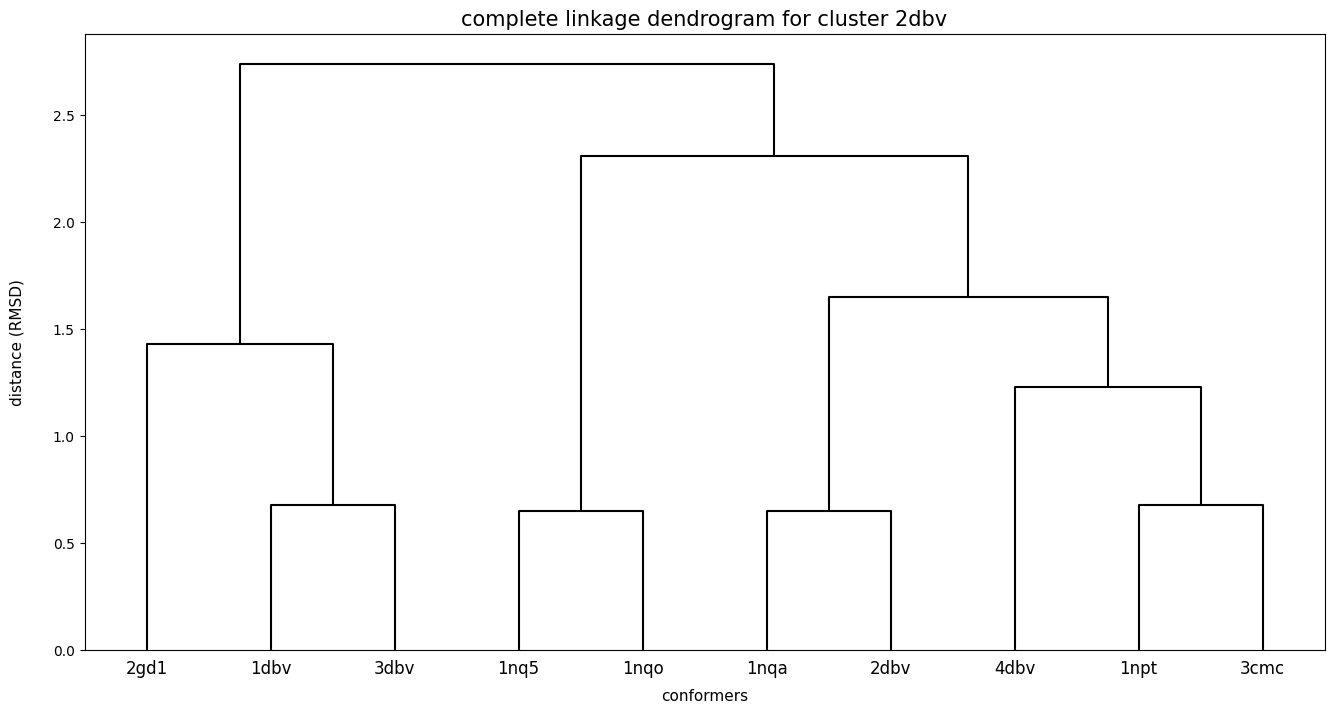 complete linkage dendrogram for cluster 2dbv
distance (RMSD)
2.5
2.0
1.5
1.0
0.5
0.0
2gd1 1dbv 3dbv 1nq5 1nqo 1nqa 2dbv 4dbv 1npt 3cmc
conformers